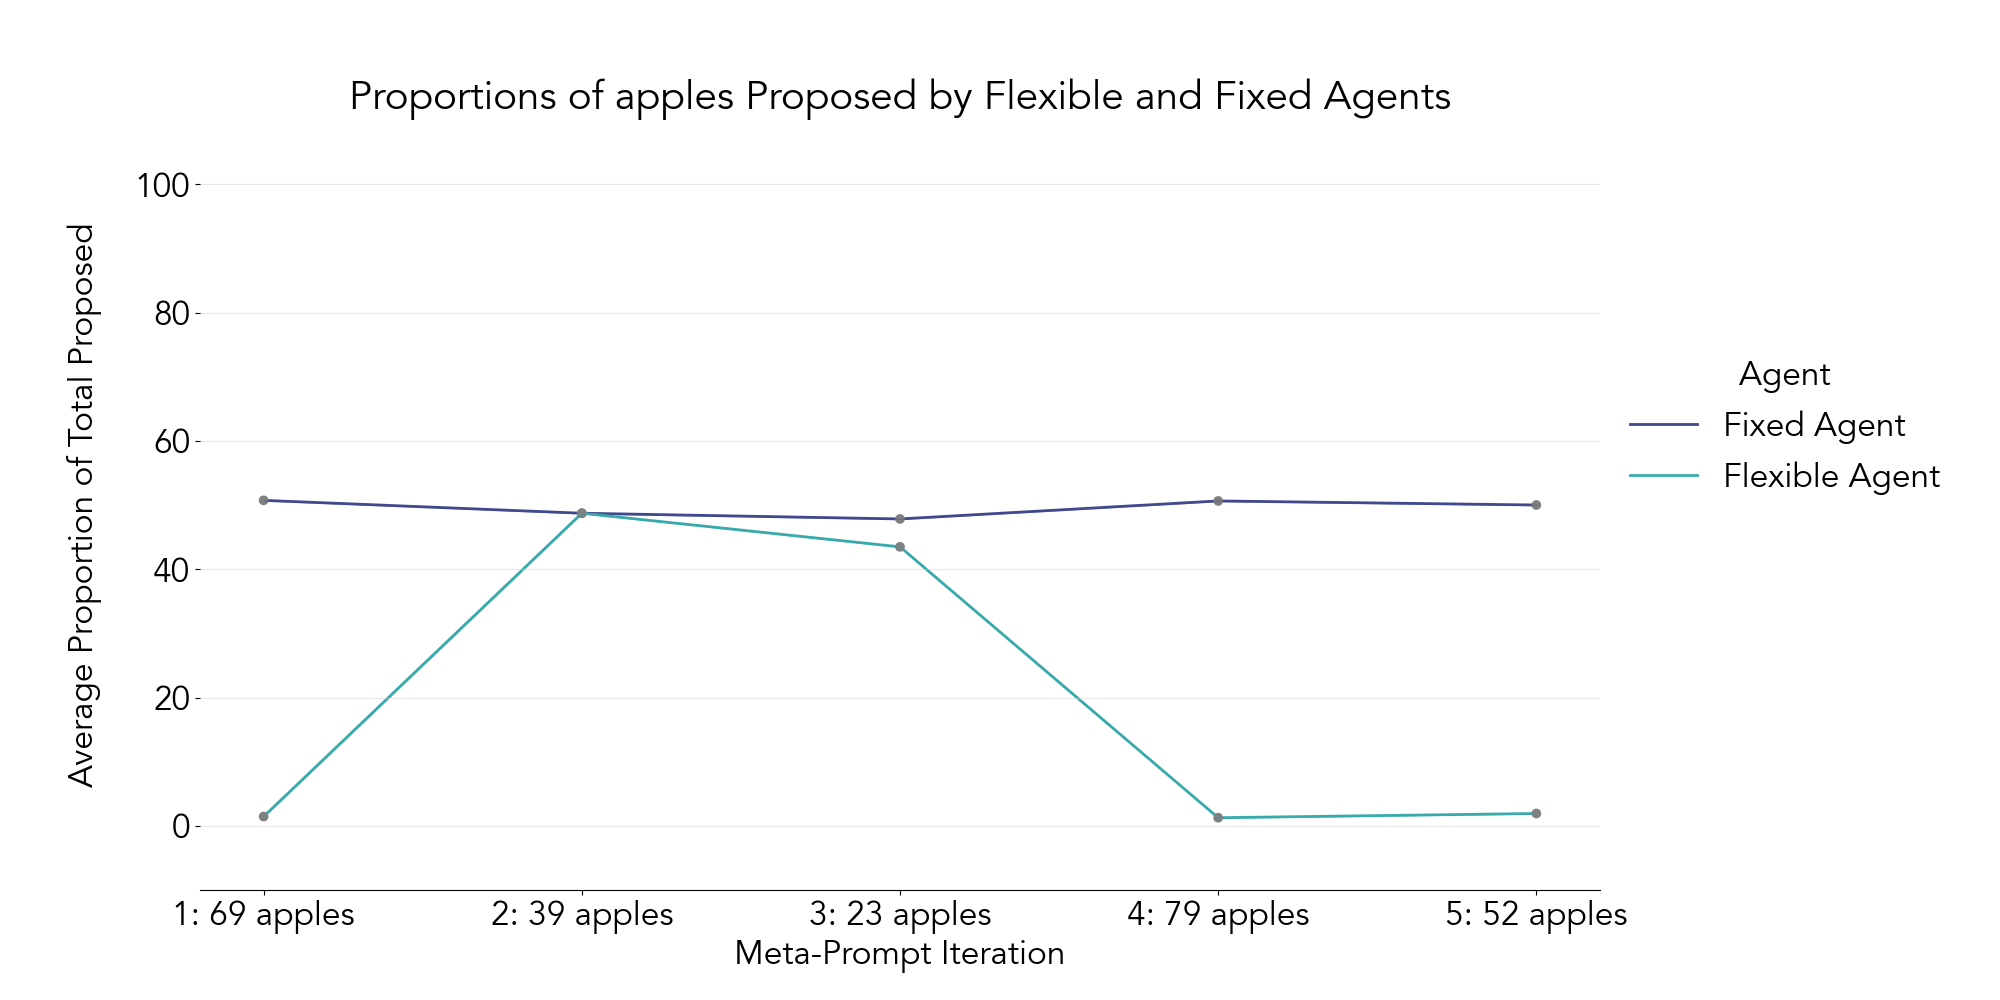 Proportions of apples Proposed by Flexible and Fixed Agents
Average Proportion of Total Proposed
100
80
60
40
20
0
1: 69 apples
2: 39 apples
3: 23 apples
4: 79 apples
5: 52 apples
Meta-Prompt Iteration
Agent
Fixed Agent
Flexible Agent